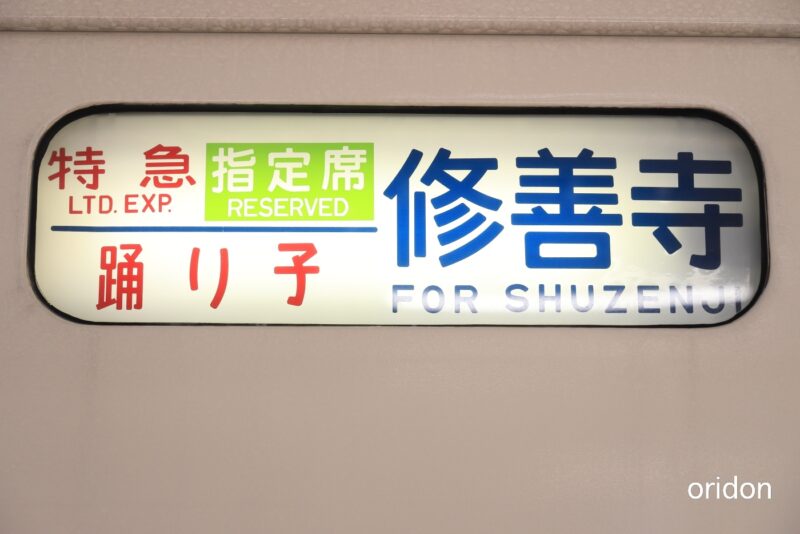 特急
LTD. EXP.
指定席
RESERVED
踊り子
修善寺
FOR SHUZENJI
oridon